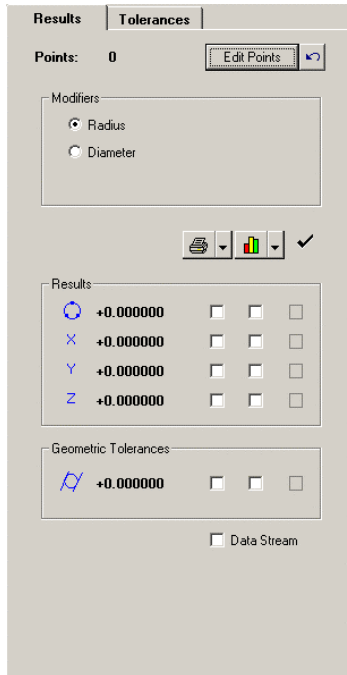 Results Tolerances
Points: 0 Edit Points
Modifiers
Radius
Diameter
Results
+0.000000
X +0.000000
Y +0.000000
Z +0.000000
Geometric Tolerances
+0.000000
Data Stream